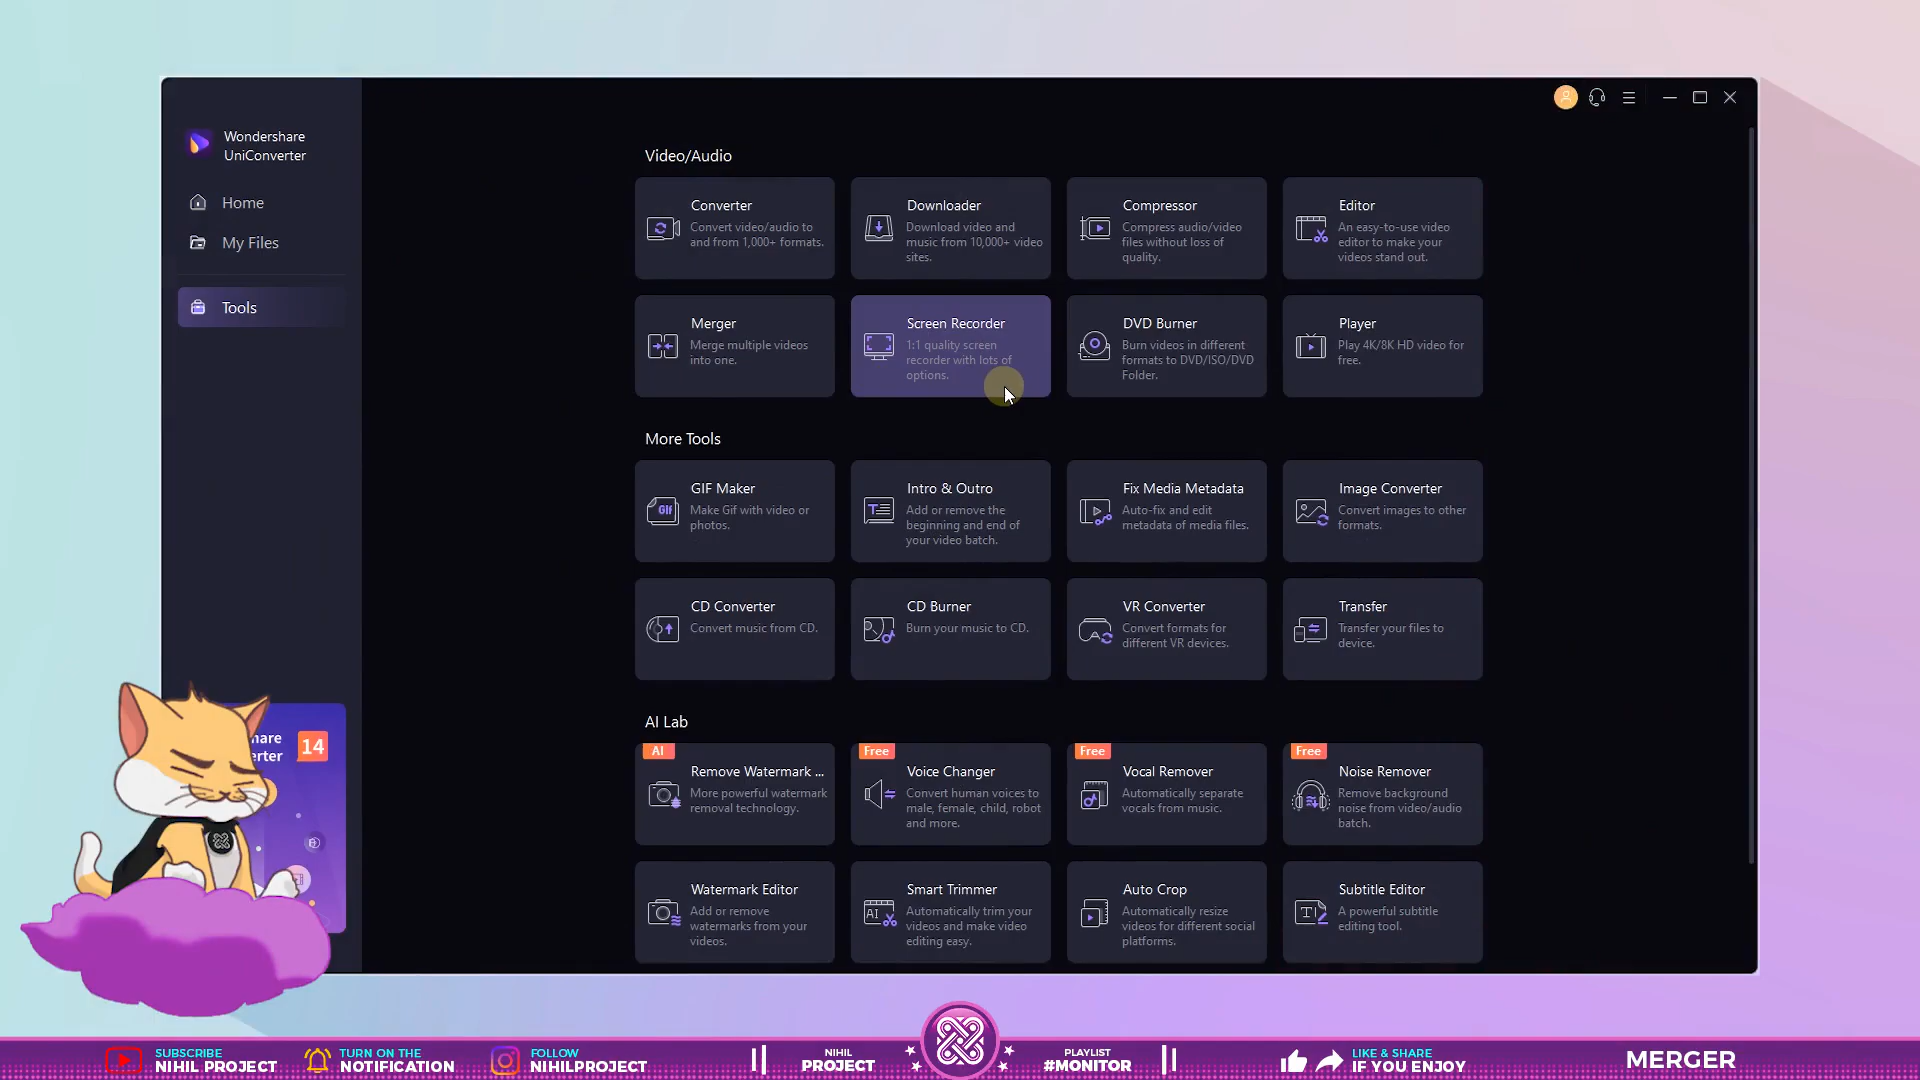 Wondershare
UniConverter
Home
My Files
Tools
hare
erter
14
Video/Audio
Converter
Convert video/audio to
and from 1,000+ formats.
Downloader
Download video and
music from 10,000+ video
sites.
Compressor
Compress audio/video
files without loss of
quality.
Editor
An easy-to-use video
editor to make your
videos stand out.
Merger
Merge multiple videos
into one.
Screen Recorder
1:1 quality screen
recorder with lots of
options.
DVD Burner
Burn videos in different
formats to DVD/ISO/DVD
Folder.
Player
Play 4K/8K HD video for
free.
More Tools
GIF
GIF Maker
Make Gif with video or
photos.
Intro & Outro
Add or remove the
beginning and end of
your video batch.
Fix Media Metadata
Auto-fix and edit
metadata of media files.
Image Converter
Convert images to other
formats.
CD Converter
Convert music from CD.
CD Burner
Burn your music to CD.
VR Converter
Convert formats for
different VR devices.
Transfer
Transfer your files to
device.
AI Lab
AI
Remove Watermark ...
More powerful watermark
removal technology.
Free
Voice Changer
Convert human voices to
male, female, child, robot
and more.
Free
Vocal Remover
Automatically separate
vocals from music.
Free
Noise Remover
Remove background
noise from video/audio
batch.
Watermark Editor
Add or remove
watermarks from your
videos.
AI
Smart Trimmer
Automatically trim your
videos and make video
editing easy.
Auto Crop
Automatically resize
videos for different social
platforms.
Subtitle Editor
A powerful subtitle
editing tool.
SUBSCRIBE
NIHIL PROJECT
TURN ON THE
NOTIFICATION
FOLLOW
NIHILPROJECT
NIHIL
PROJECT
PLAYLIST
#MONITOR
LIKE & SHARE
IF YOU ENJOY
MERGER